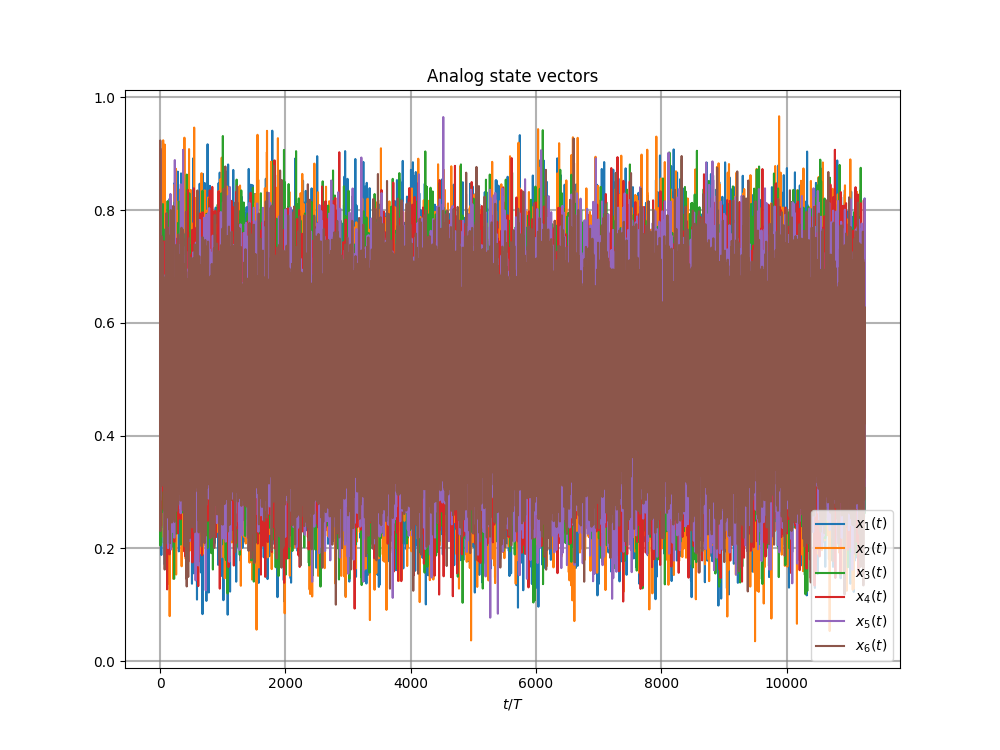 Analog state vectors
1.0
0.8
0.6
0.4
0.2
0.0
0 2000 4000 6000 8000 10000
t/T
x₁(t)
x₂(t)
x₃(t)
x₄(t)
x₅(t)
x₆(t)